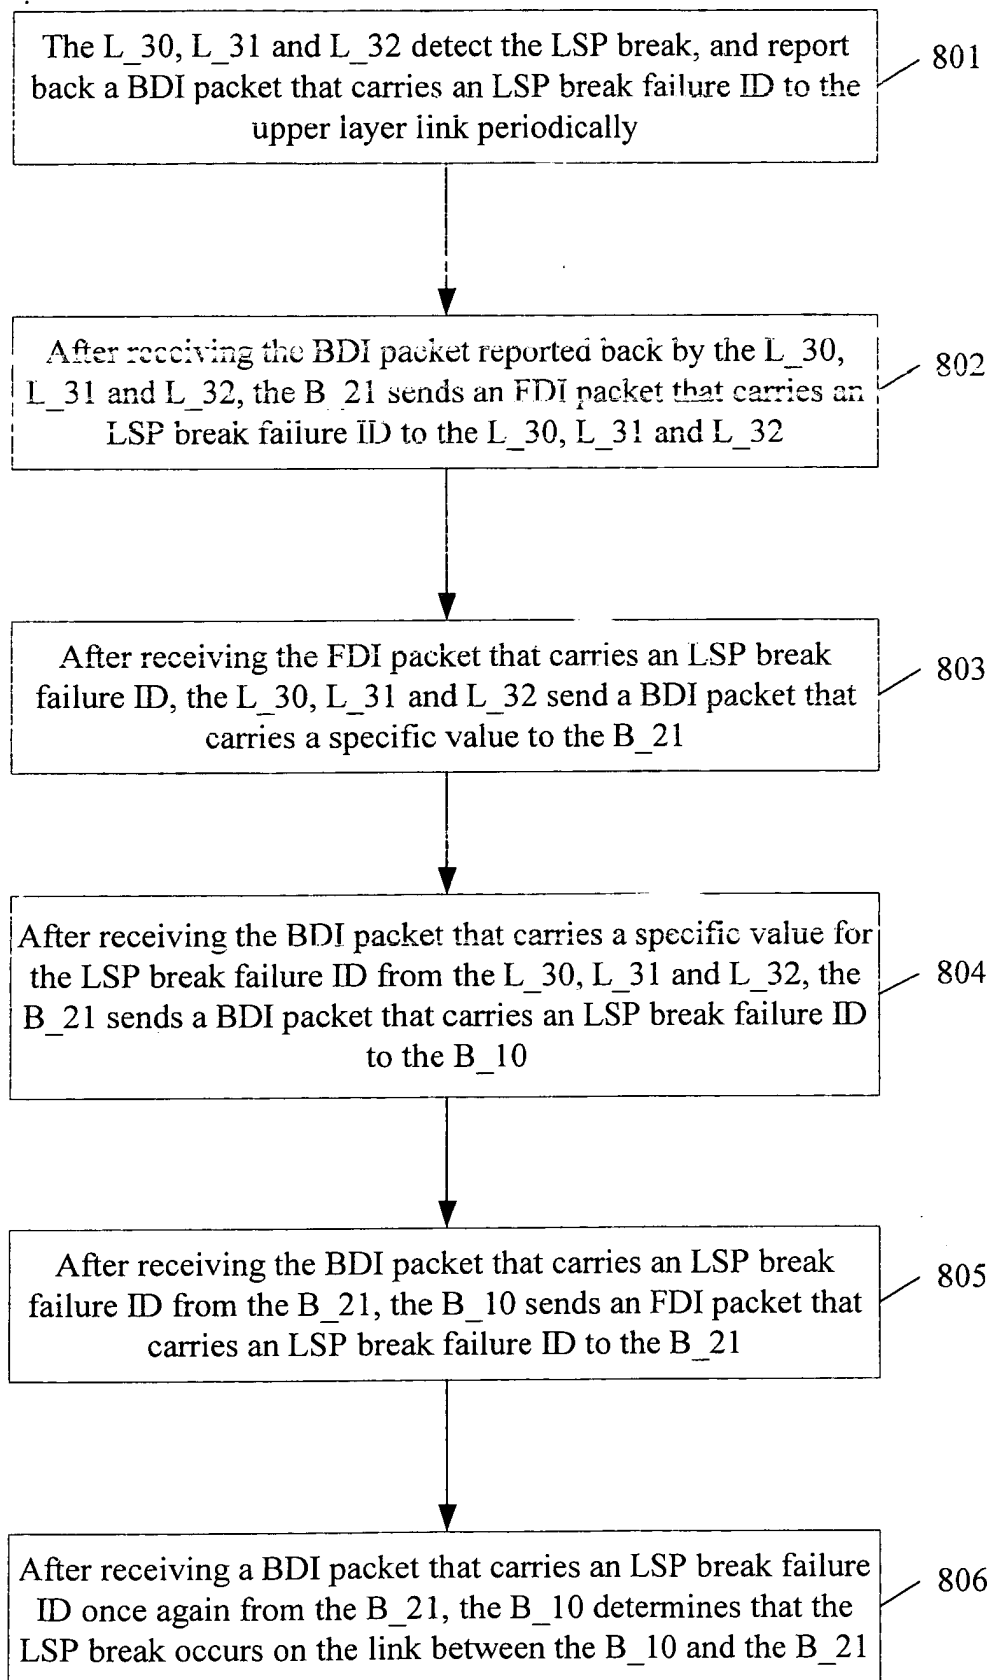 The L_30, L_31 and L_32 detect the LSP break, and report
back a BDI packet that carries an LSP break failure ID to the
upper layer link periodically
801
After receiving the BDI packet reported back by the L_30,
L_31 and L_32, the B_21 sends an FDI packet that carries an
LSP break failure ID to the L_30, L_31 and L_32
802
After receiving the FDI packet that carries an LSP break
failure ID, the L_30, L_31 and L_32 send a BDI packet that
carries a specific value to the B_21
803
After receiving the BDI packet that carries a specific value for
the LSP break failure ID from the L_30, L_31 and L_32, the
B_21 sends a BDI packet that carries an LSP break failure ID
to the B_10
804
After receiving the BDI packet that carries an LSP break
failure ID from the B_21, the B_10 sends an FDI packet that
carries an LSP break failure ID to the B_21
805
After receiving a BDI packet that carries an LSP break failure
ID once again from the B_21, the B_10 determines that the
LSP break occurs on the link between the B_10 and the B_21
806